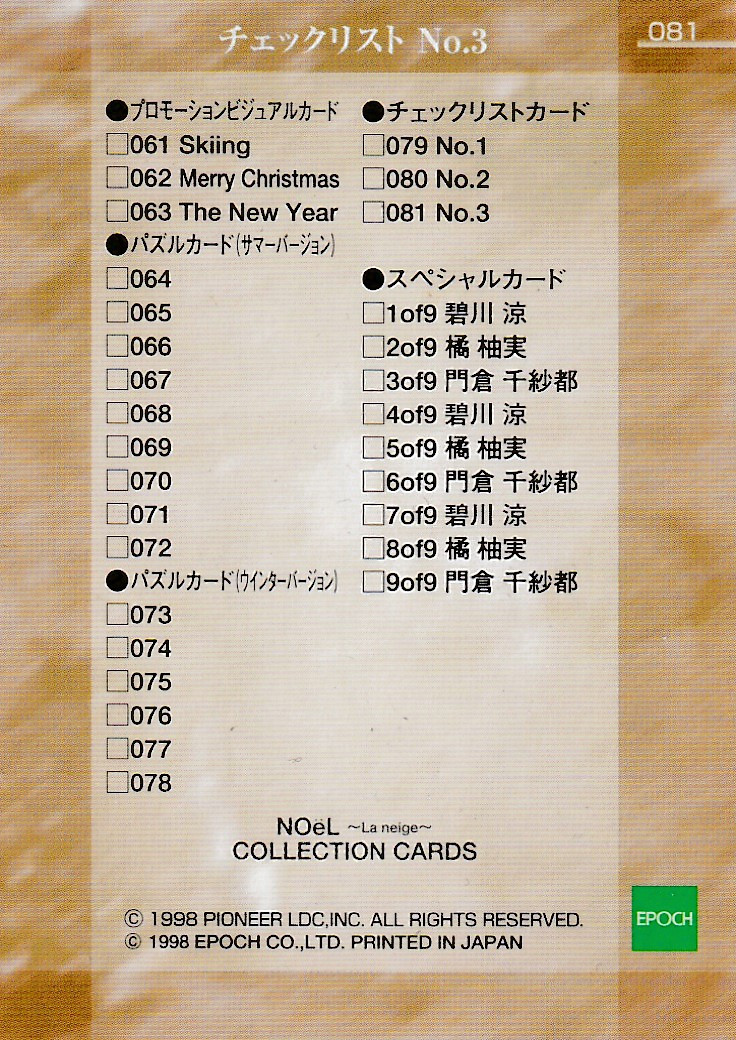 チェックリスト No.3
081
●プロモーションビジュアルカード
□061 Skiing
□062 Merry Christmas
□063 The New Year
●パズルカード(サマーバージョン)
□064
□065
□066
□067
□068
□069
□070
□071
□072
●パズルカード(ウインターバージョン)
□073
□074
□075
□076
□077
□078
●チェックリストカード
□079 No.1
□080 No.2
□081 No.3
●スペシャルカード
□1of9 碧川 涼
□2of9 橘 柚実
□3of9 門倉 千紗都
□4of9 碧川 涼
□5of9 橘 柚実
□6of9 門倉 千紗都
□7of9 碧川 涼
□8of9 橘 柚実
□9of9 門倉 千紗都
NOëL ～La neige～
COLLECTION CARDS
© 1998 PIONEER LDC,INC. ALL RIGHTS RESERVED.
© 1998 EPOCH CO.,LTD. PRINTED IN JAPAN
EPOCH